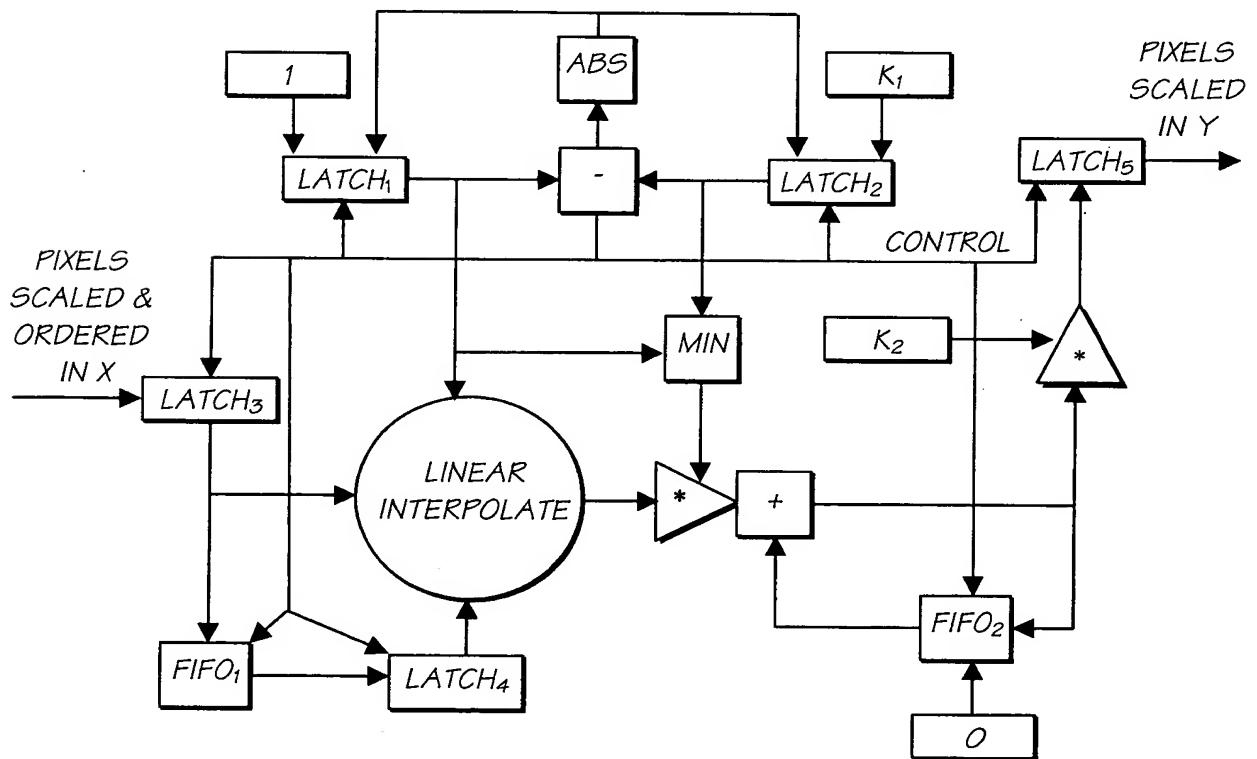 ABS
1
K₁
PIXELS
SCALED
IN Y
LATCH₁
-
LATCH₂
LATCH₅
CONTROL
PIXELS
SCALED &
ORDERED
IN X
MIN
K₂
*
LATCH₃
LINEAR
INTERPOLATE
*
+
FIFO₁
LATCH₄
FIFO₂
0